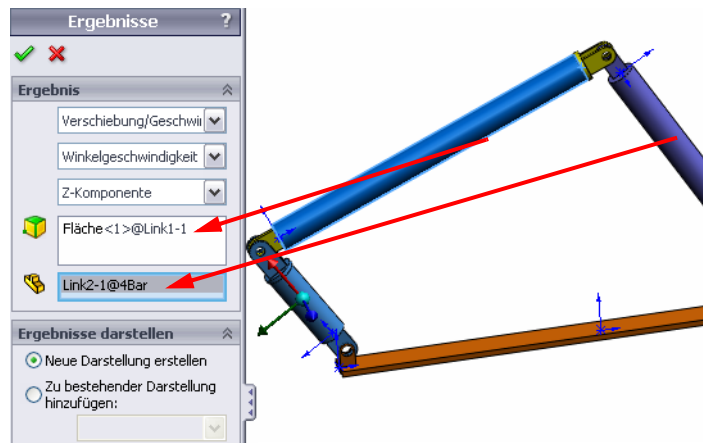 Ergebnisse ?
Ergebnis
Verschiebung/Geschwi
Winkelgeschwindigkeit
Z-Komponente
Fläche<1>@Link1-1
Link2-1@4Bar
Ergebnisse darstellen
Neue Darstellung erstellen
Zu bestehender Darstellung
hinzufügen: